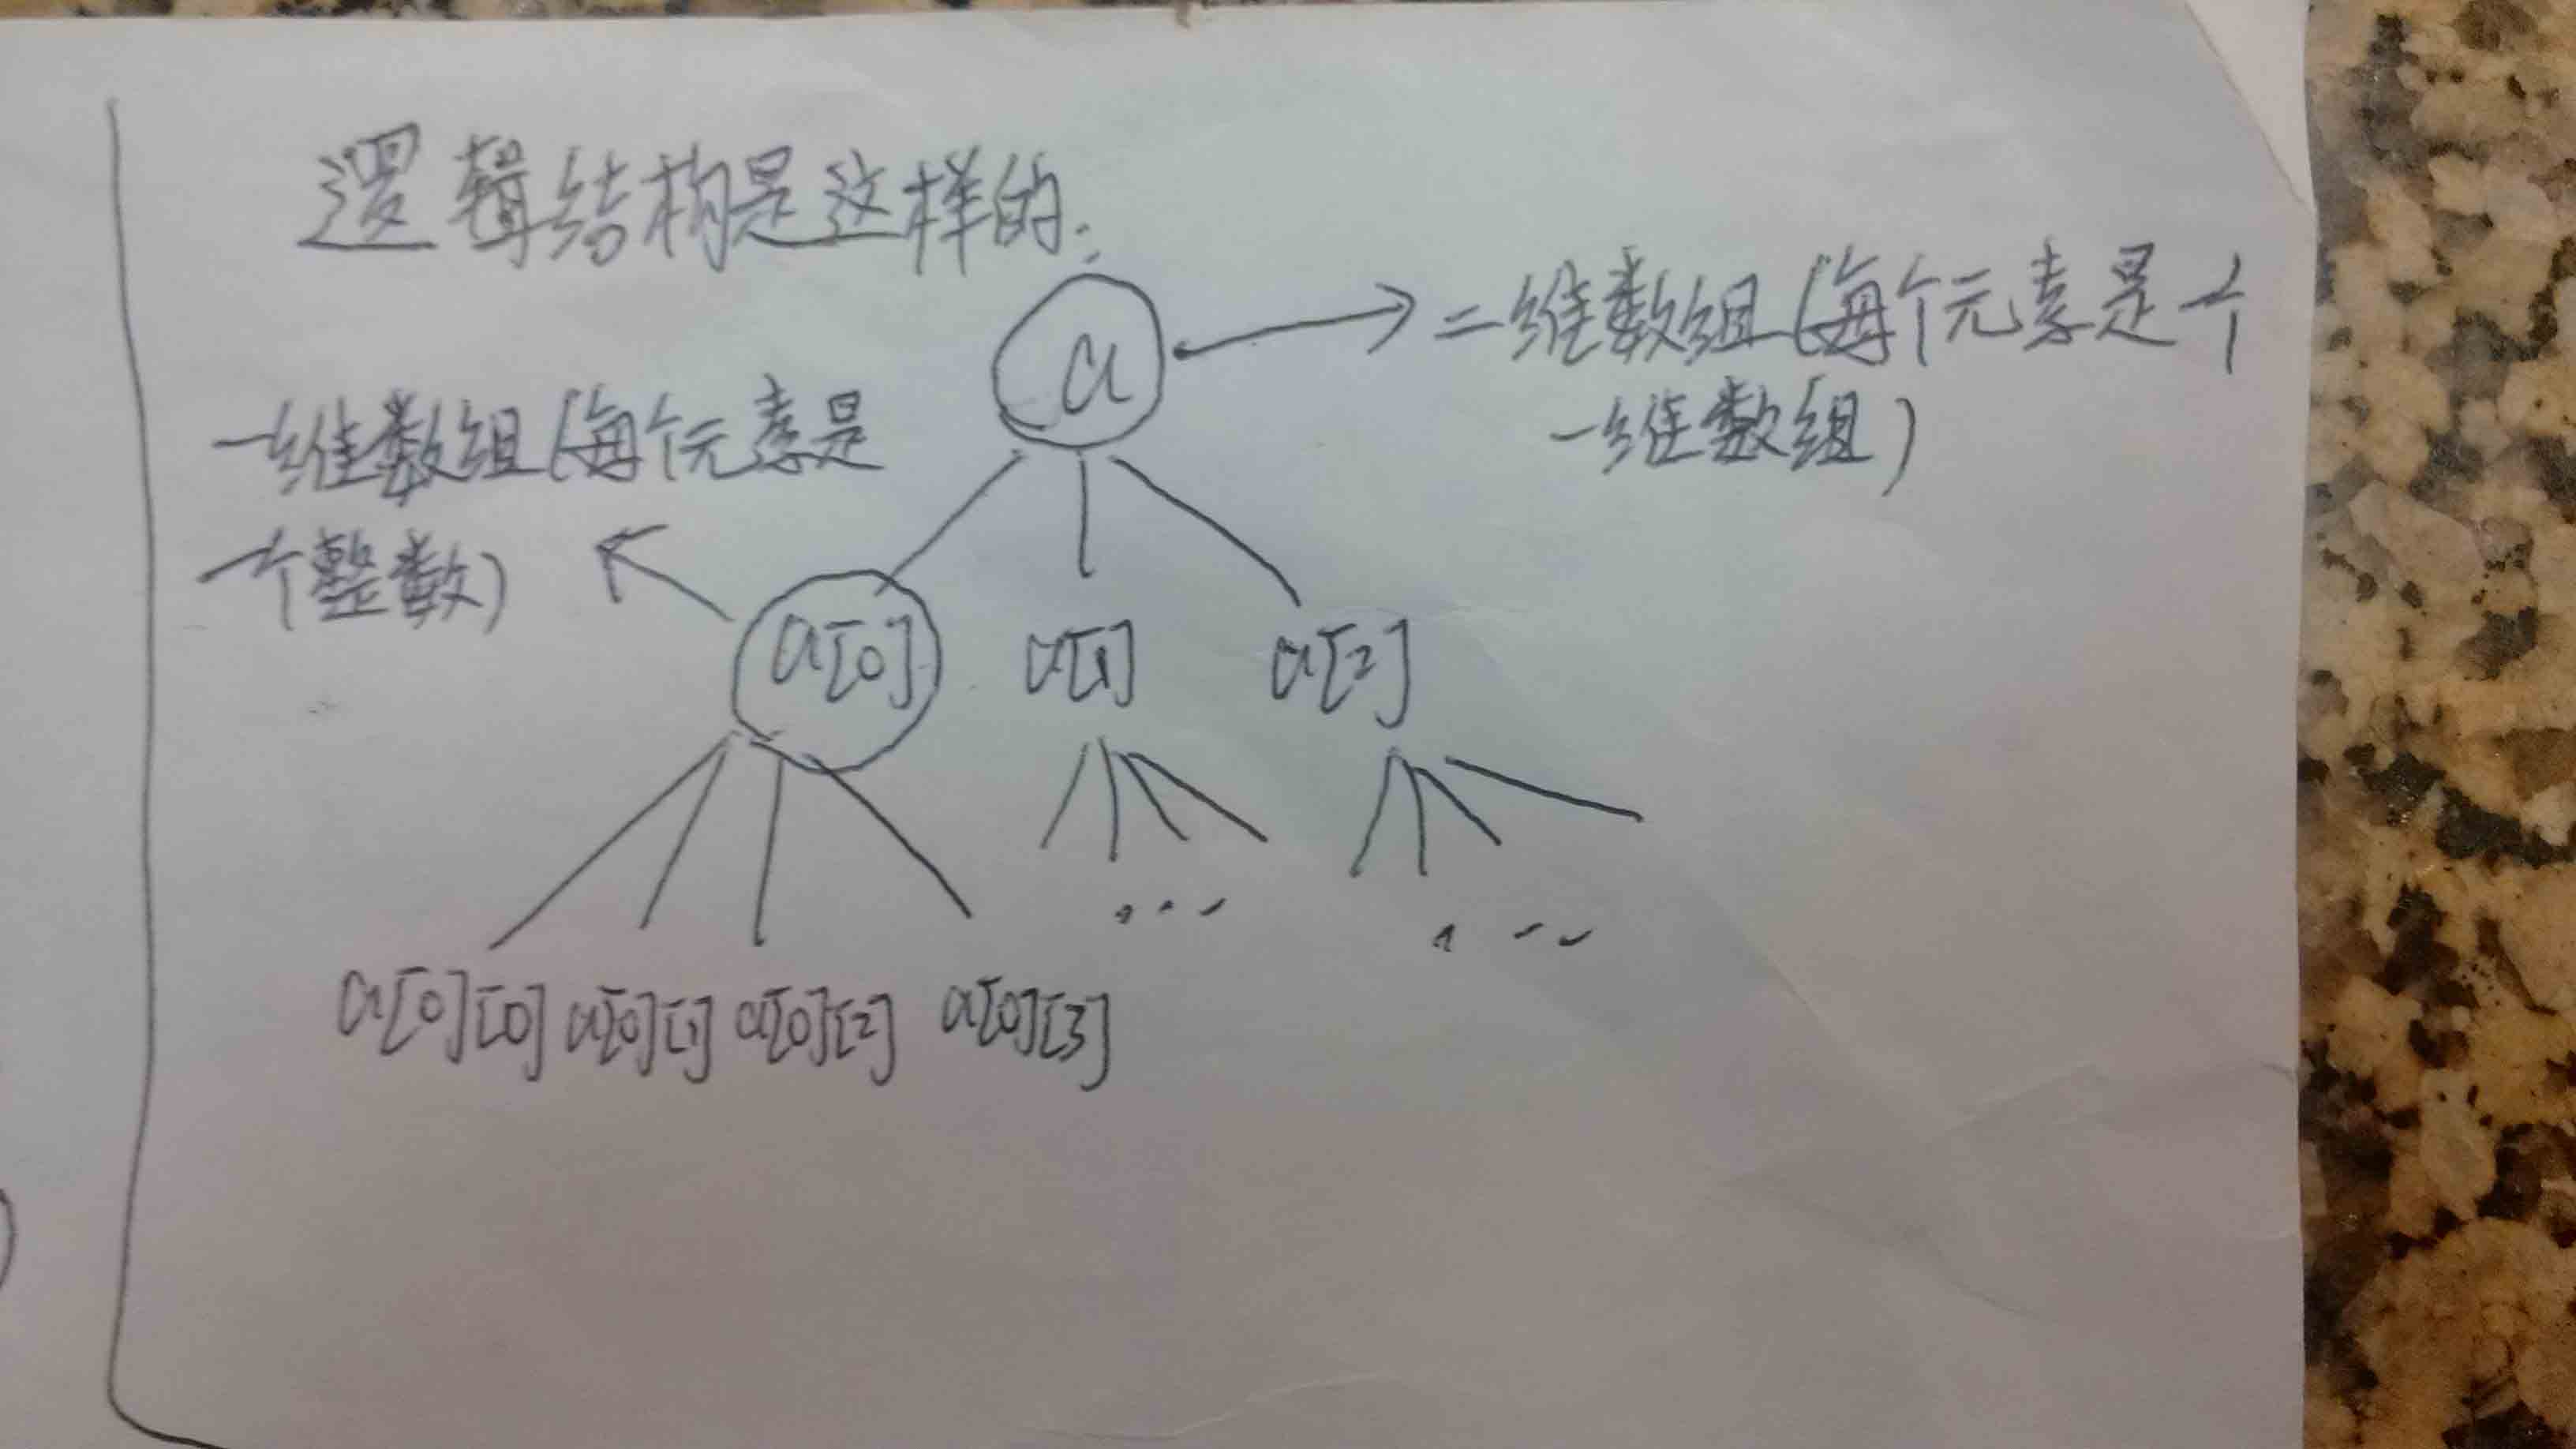 逻辑结构是这样的.
a
二维数组(每个元素是一个
一维数组)
一维数组(每个元素是
一个整数)
a[0] a[1] a[2]
... ...
a[0][0] a[0][1] a[0][2] a[0][3]